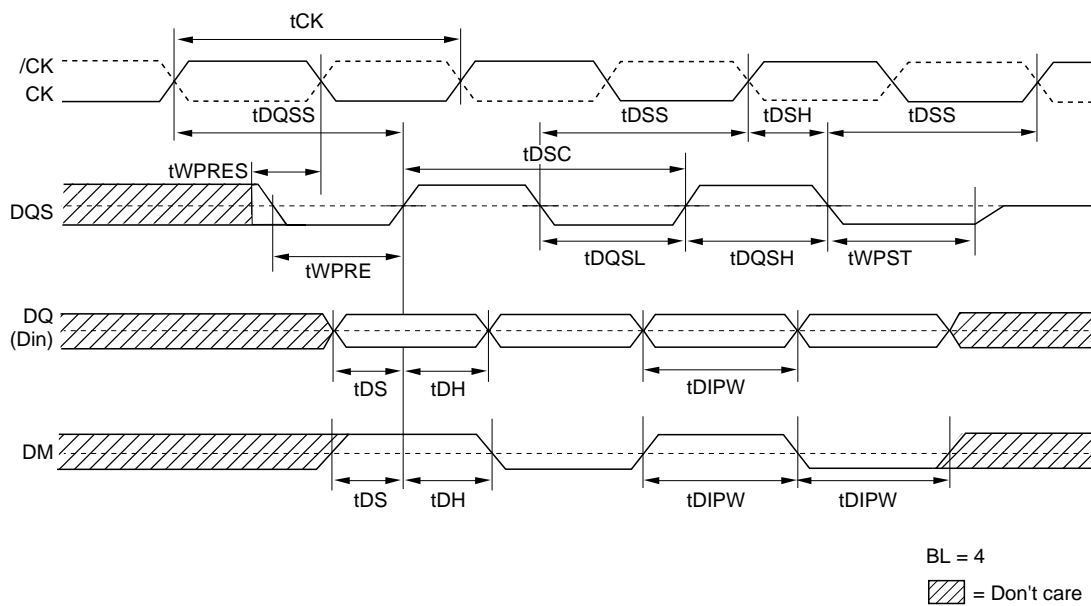 tCK
/CK
CK
tDQSS
tDSS
tDSH
tDSS
tDSC
tWPRES
DQS
tDQSL
tDQSH
tWPST
tWPRE
DQ
(Din)
tDS
tDH
tDIPW
DM
tDS
tDH
tDIPW
tDIPW
BL = 4
= Don't care